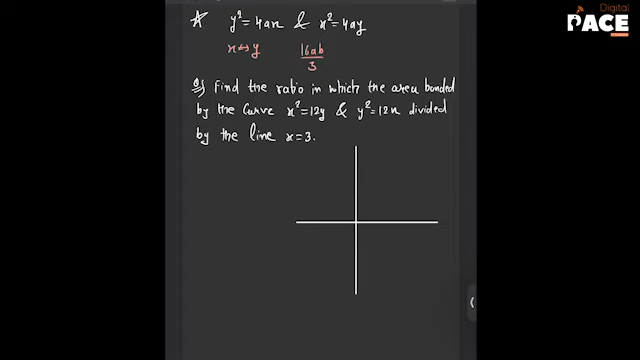 Digital
PACE
☆ y² = 4ax & x² = 4ay
x↔y 16ab/3
Q) Find the ratio in which the area bonded
by the curve x² = 12y & y² = 12x divided
by the line x = 3.